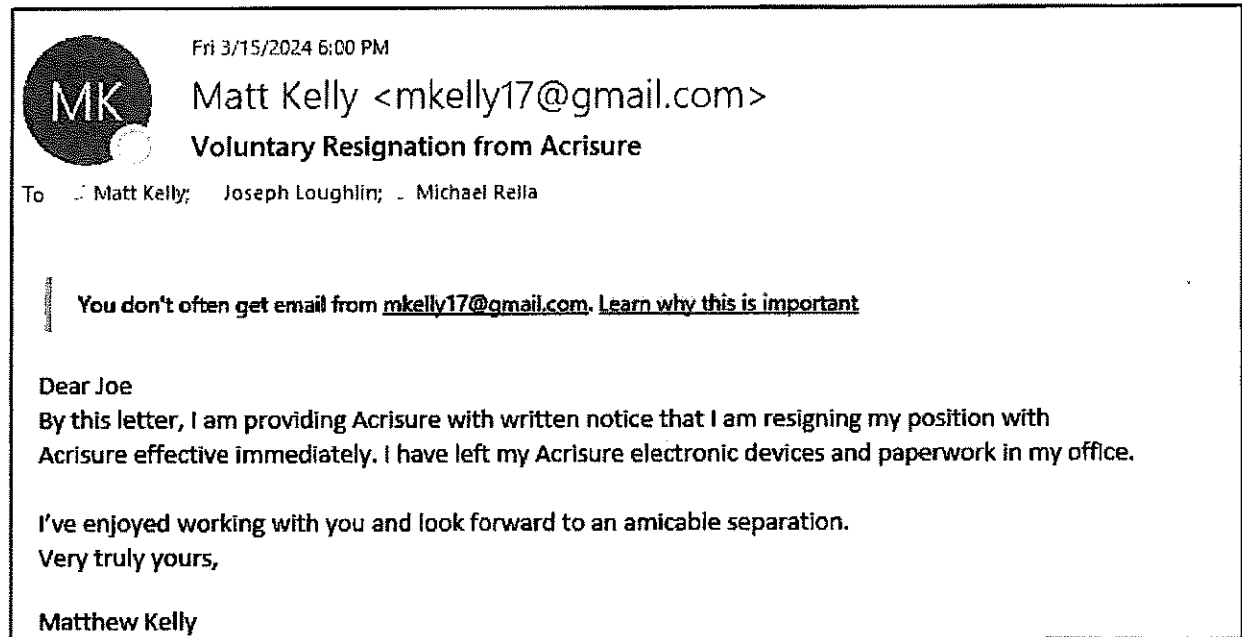 Fri 3/15/2024 6:00 PM
MK
Matt Kelly <mkelly17@gmail.com>
Voluntary Resignation from Acrisure
To Matt Kelly; Joseph Loughlin; Michael Rella
You don't often get email from mkelly17@gmail.com. Learn why this is important
Dear Joe
By this letter, I am providing Acrisure with written notice that I am resigning my position with
Acrisure effective immediately. I have left my Acrisure electronic devices and paperwork in my office.
I've enjoyed working with you and look forward to an amicable separation.
Very truly yours,
Matthew Kelly